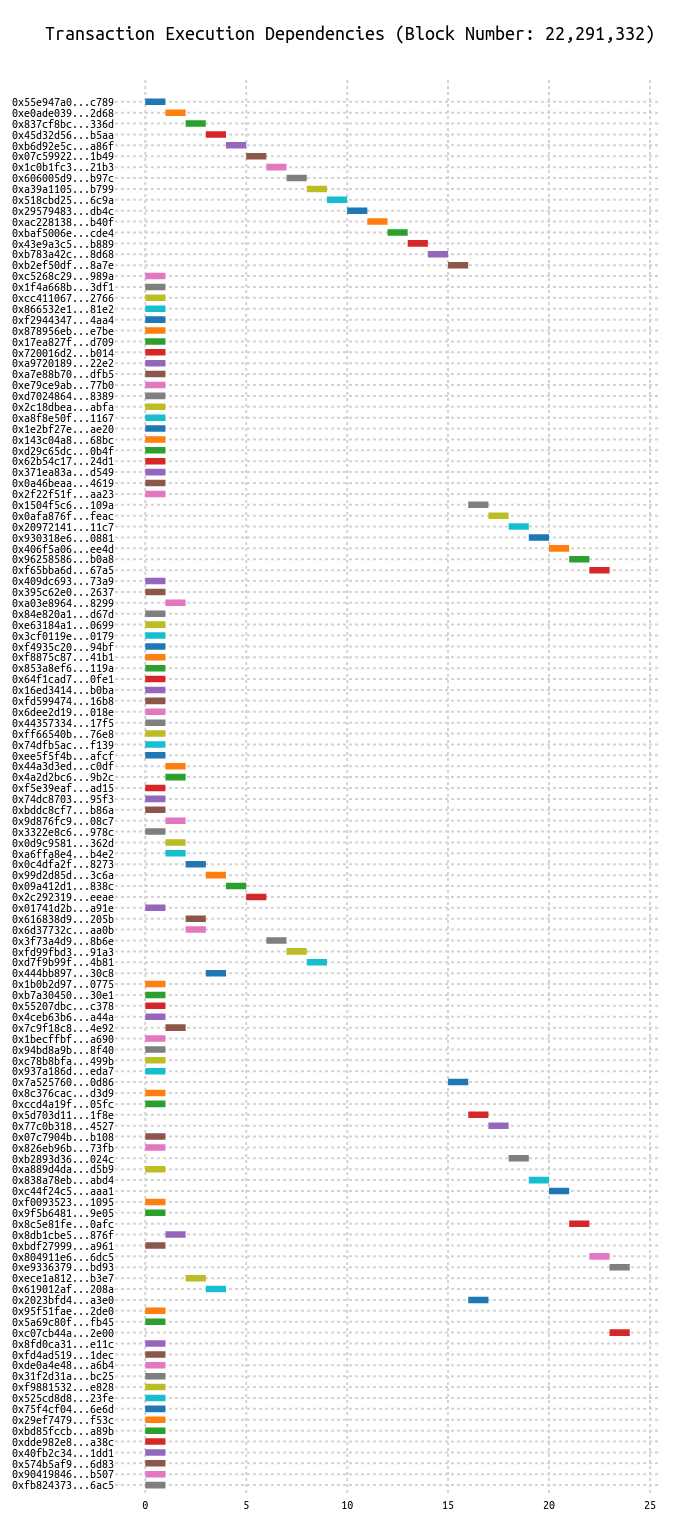 Transaction Execution Dependencies (Block Number: 22,291,332)
0x55e947a0...c789
0xe0ade039...2d68
0x837cf8bc...336d
0x45d32d56...b5aa
0xb6d92e5c...a86f
0x07c59922...1b49
0x1c0b1fc3...21b3
0x606005d9...b97c
0xa39a1105...b799
0x518cbd25...6c9a
0x29579483...db4c
0xac228138...b40f
0xbaf5006e...cde4
0x43e9a3c5...b889
0xb783a42c...8d68
0xb2ef50df...8a7e
0xc5268c29...989a
0x1f4a668b...3df1
0xcc411067...2766
0x866532e1...81e2
0xf2944347...4aa4
0x878956eb...e7be
0x17ea827f...d709
0x720016d2...b014
0xa9720189...22e2
0xa7e88b70...dfb5
0xe79ce9ab...77b0
0xd7024864...8389
0x2c18dbea...abfa
0xa8f8e50f...1167
0x1e2bf27e...ae20
0x143c04a8...68bc
0xd29c65dc...0b4f
0x62b54c17...24d1
0x371ea83a...d549
0x0a46beaa...4619
0x2f22f51f...aa23
0x1504f5c6...109a
0x0afa876f...feac
0x20972141...11c7
0x930318e6...0881
0x406f5a06...ee4d
0x96258586...b0a8
0xf65bba6d...67a5
0x409dc693...73a9
0x395c62e0...2637
0xa03e8964...8299
0x84e820a1...d67d
0xe63184a1...0699
0x3cf0119e...0179
0xf4935c20...94bf
0xf8875c87...41b1
0x853a8ef6...119a
0x64f1cad7...0fe1
0x16ed3414...b0ba
0xfd599474...16b8
0x6dee2d19...018e
0x44357334...17f5
0xff66540b...76e8
0x74dfb5ac...f139
0xee5f5f4b...afcf
0x44a3d3ed...c0df
0x4a2d2bc6...9b2c
0xf5e39eaf...ad15
0x74dc8703...95f3
0xbddc8cf7...b86a
0x9d876fc9...08c7
0x3322e8c6...978c
0x0d9c9581...362d
0xa6ffa8e4...b4e2
0x0c4dfa2f...8273
0x99d2d85d...3c6a
0x09a412d1...838c
0x2c292319...eeae
0x01741d2b...a91e
0x616838d9...205b
0x6d37732c...aa0b
0x3f73a4d9...8b6e
0xfd99fbd3...91a3
0xd7f9b99f...4b81
0x444bb897...30c8
0x1b0b2d97...0775
0xb7a30450...30e1
0x55207dbc...c378
0x4ceb63b6...a44a
0x7c9f18c8...4e92
0x1becffbf...a690
0x94bd8a9b...8f40
0xc78b8bfa...499b
0x937a186d...eda7
0x7a525760...0d86
0x8c376cac...d3d9
0xccd4a19f...05fc
0x5d703d11...1f8e
0x77c0b318...4527
0x07c7904b...b108
0x826eb96b...73fb
0xb2893d36...024c
0xa889d4da...d5b9
0x838a78eb...abd4
0xc44f24c5...aaa1
0xf0093523...1095
0x9f5b6481...9e05
0x8c5e81fe...0afc
0x8db1cbe5...876f
0xbdf27999...a961
0x804911e6...6dc5
0xe9336379...bd93
0xece1a812...b3e7
0x619012af...208a
0x2023bfd4...a3e0
0x95f51fae...2de0
0x5a69c80f...fb45
0xc07cb44a...2e00
0x8fd0ca31...e11c
0xfd4ad519...1dec
0xde0a4e48...a6b4
0x31f2d31a...bc25
0xf9881532...e828
0x525cd8d8...23fe
0x75f4cf04...6e6d
0x29ef7479...f53c
0xbd85fccb...a89b
0xdde982e8...a38c
0x40fb2c34...1dd1
0x574b5af9...6d83
0x90419846...b507
0xfb824373...6ac5
0 5 10 15 20 25